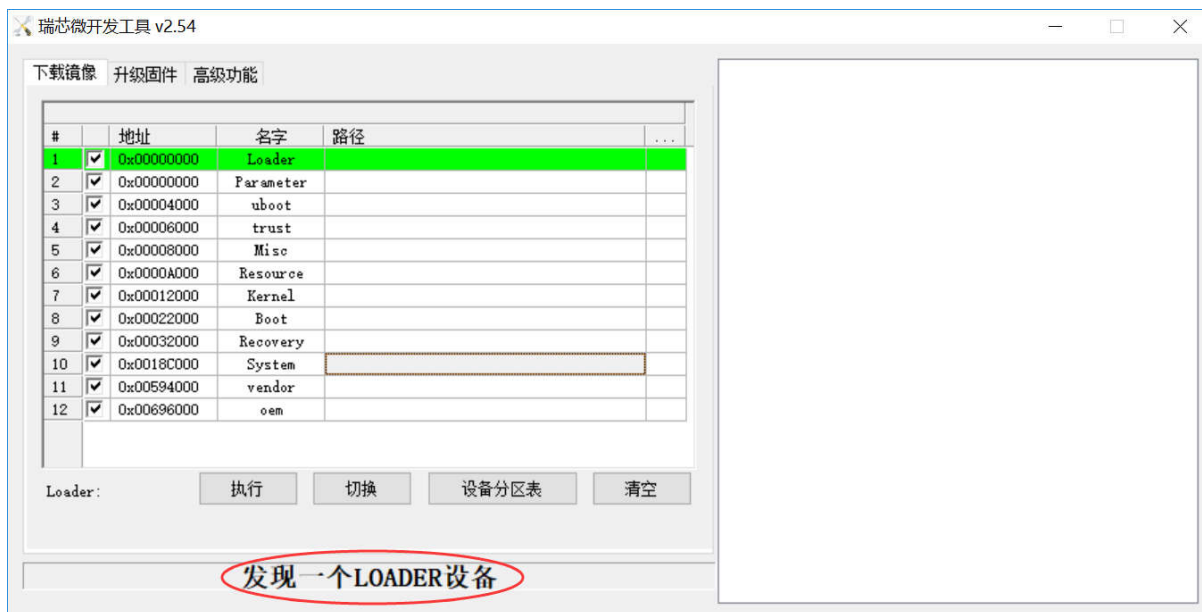 瑞芯微开发工具 v2.54
下载镜像 升级固件 高级功能
# 地址 名字 路径 ...
1 0x00000000 Loader
2 0x00000000 Parameter
3 0x00004000 uboot
4 0x00006000 trust
5 0x00008000 Misc
6 0x0000A000 Resource
7 0x00012000 Kernel
8 0x00022000 Boot
9 0x00032000 Recovery
10 0x0018C000 System
11 0x00594000 vendor
12 0x00696000 oem
Loader: 执行 切换 设备分区表 清空
发现一个LOADER设备